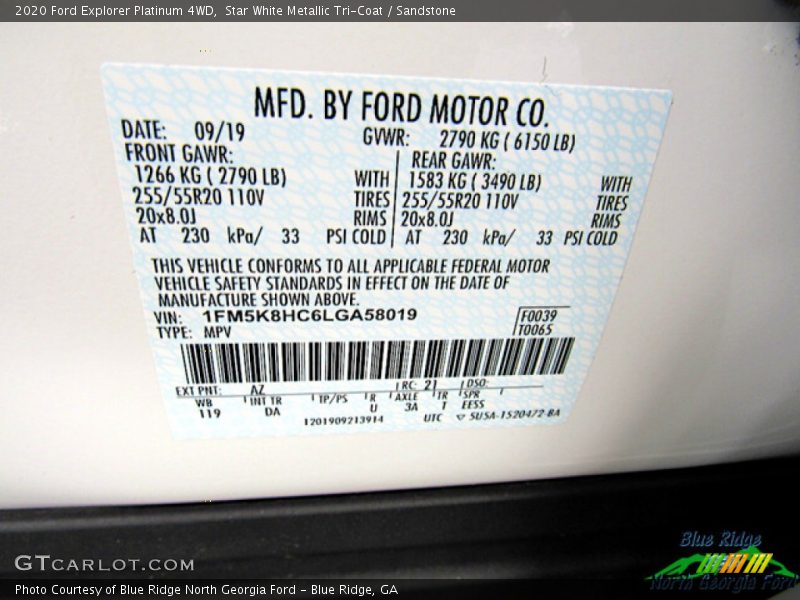 2020 Ford Explorer Platinum 4WD,  Star White Metallic Tri-Coat / Sandstone
MFD. BY FORD MOTOR CO.
DATE: 09/19 GVWR: 2790 KG ( 6150 LB)
FRONT GAWR: REAR GAWR:
1266 KG ( 2790 LB) WITH 1583 KG ( 3490 LB) WITH
255/55R20 110V TIRES 255/55R20 110V TIRES
20x8.0J RIMS 20x8.0J RIMS
AT 230 kPa/ 33 PSI COLD AT 230 kPa/ 33 PSI COLD
THIS VEHICLE CONFORMS TO ALL APPLICABLE FEDERAL MOTOR
VEHICLE SAFETY STANDARDS IN EFFECT ON THE DATE OF
MANUFACTURE SHOWN ABOVE.
VIN: 1FM5K8HC6LGA58019 F0039
TYPE: MPV T0065
EXT PNT: AZ RC: 21 DSO:
WB INT TR TP/PS R AXLE TR SPR
119 DA U 3A T EESS
1201909213914 UTC 5USA-1520472-BA
Blue Ridge
North Georgia Ford
GTCARLOT.COM
Photo Courtesy of Blue Ridge North Georgia Ford – Blue Ridge, GA